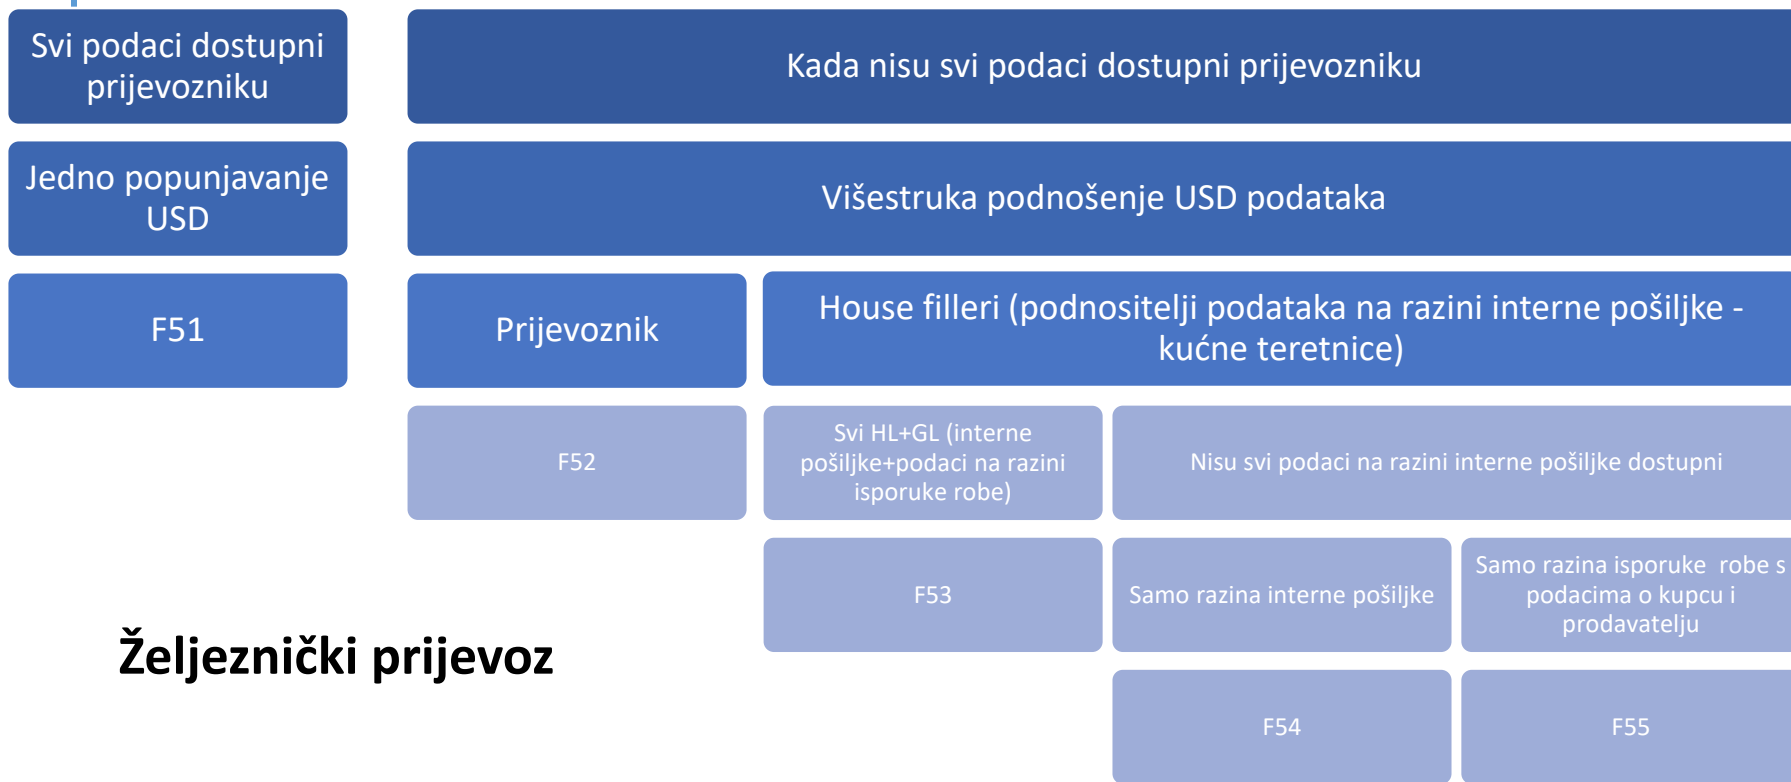 Svi podaci dostupni
prijevozniku
Kada nisu svi podaci dostupni prijevozniku
Jedno popunjavanje
USD
Višestruka podnošenje USD podataka
F51
Prijevoznik
House filleri (podnositelji podataka na razini interne pošiljke -
kućne teretnice)
F52
Svi HL+GL (interne
pošiljke+podaci na razini
isporuke robe)
Nisu svi podaci na razini interne pošiljke dostupni
F53
Samo razina interne pošiljke
Samo razina isporuke  robe s
podacima o kupcu i
prodavatelju
Željeznički prijevoz
F54
F55